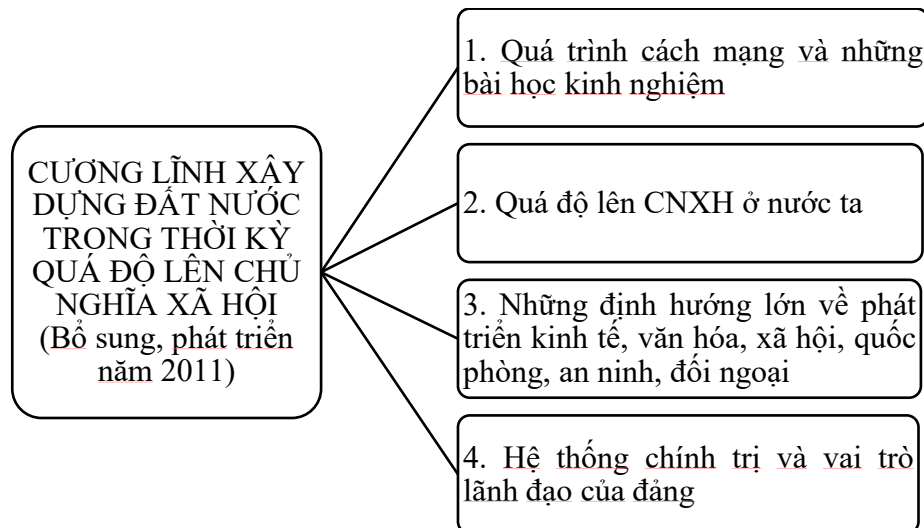 CƯƠNG LĨNH XÂY
DỰNG ĐẤT NƯỚC
TRONG THỜI KỲ
QUÁ ĐỘ LÊN CHỦ
NGHĨA XÃ HỘI
(Bổ sung, phát triển
năm 2011)
1. Quá trình cách mạng và những
bài học kinh nghiệm
2. Quá độ lên CNXH ở nước ta
3. Những định hướng lớn về phát
triển kinh tế, văn hóa, xã hội, quốc
phòng, an ninh, đối ngoại
4. Hệ thống chính trị và vai trò
lãnh đạo của đảng